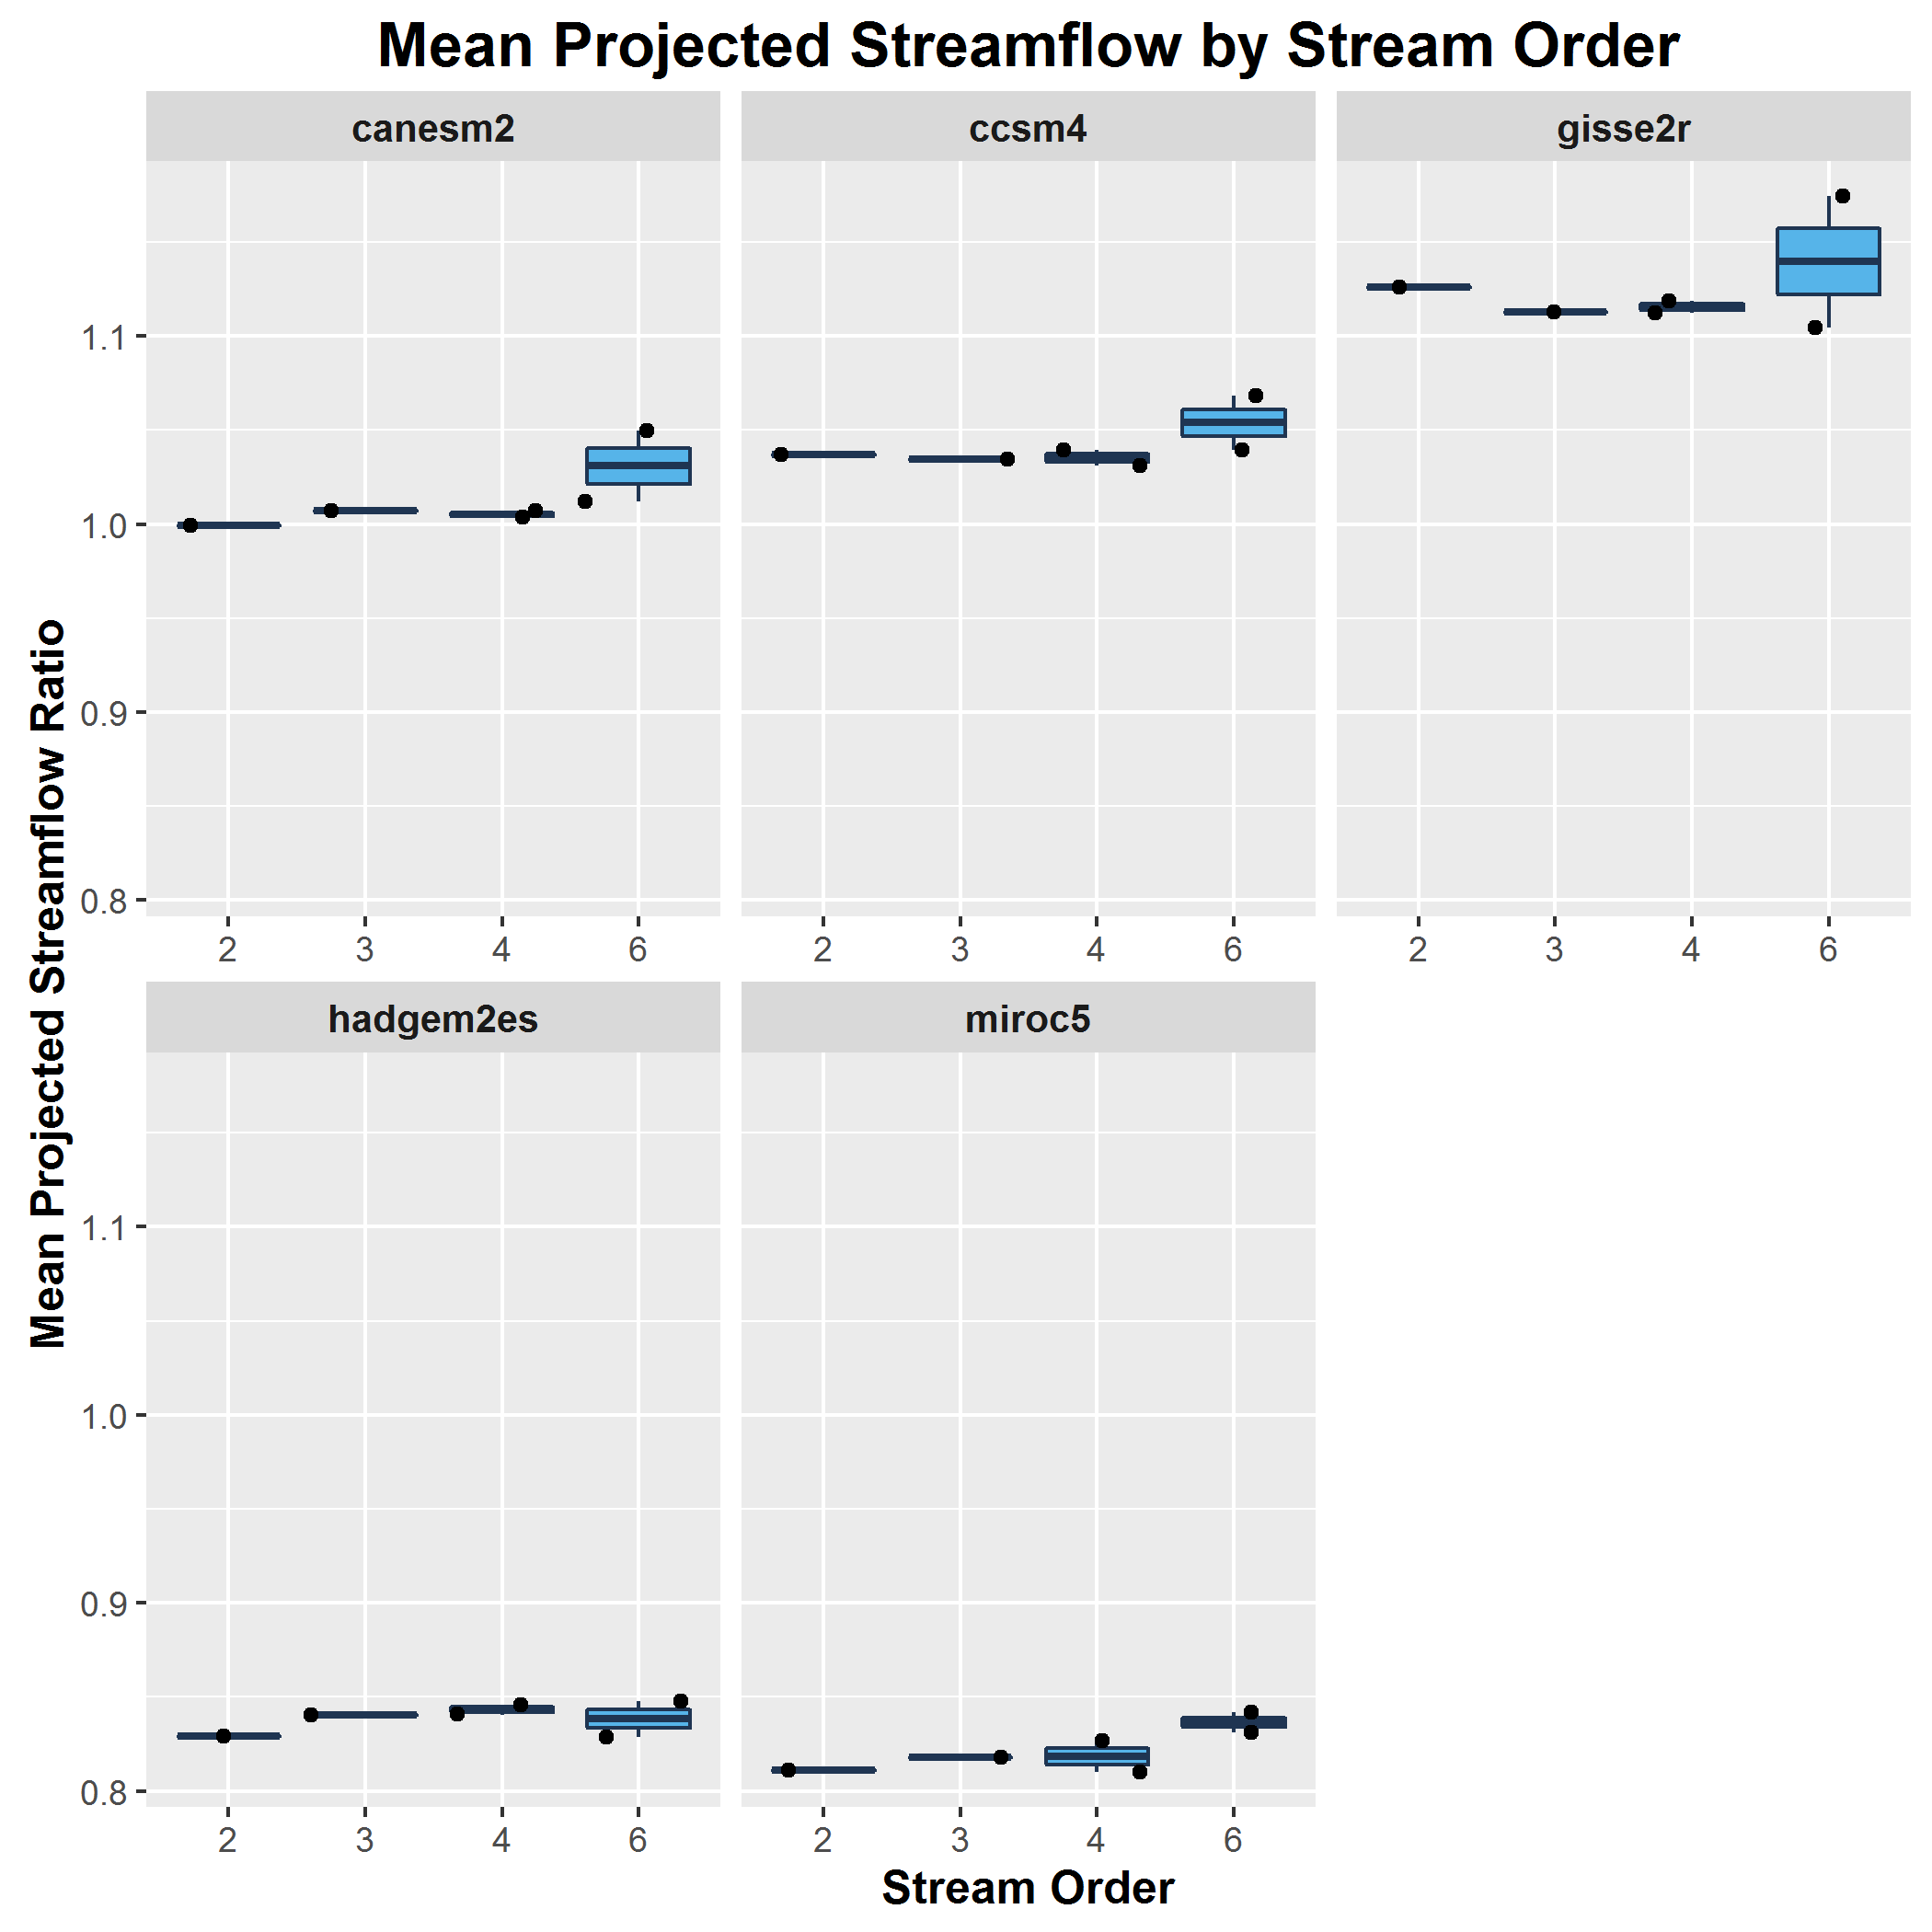 Mean Projected Streamflow by Stream Order
canesm2
ccsm4
gisse2r
Mean Projected Streamflow Ratio
1.1
1.0
0.9
0.8
2 3 4 6
2 3 4 6
2 3 4 6
hadgem2es
miroc5
1.1
1.0
0.9
0.8
2 3 4 6
2 3 4 6
Stream Order